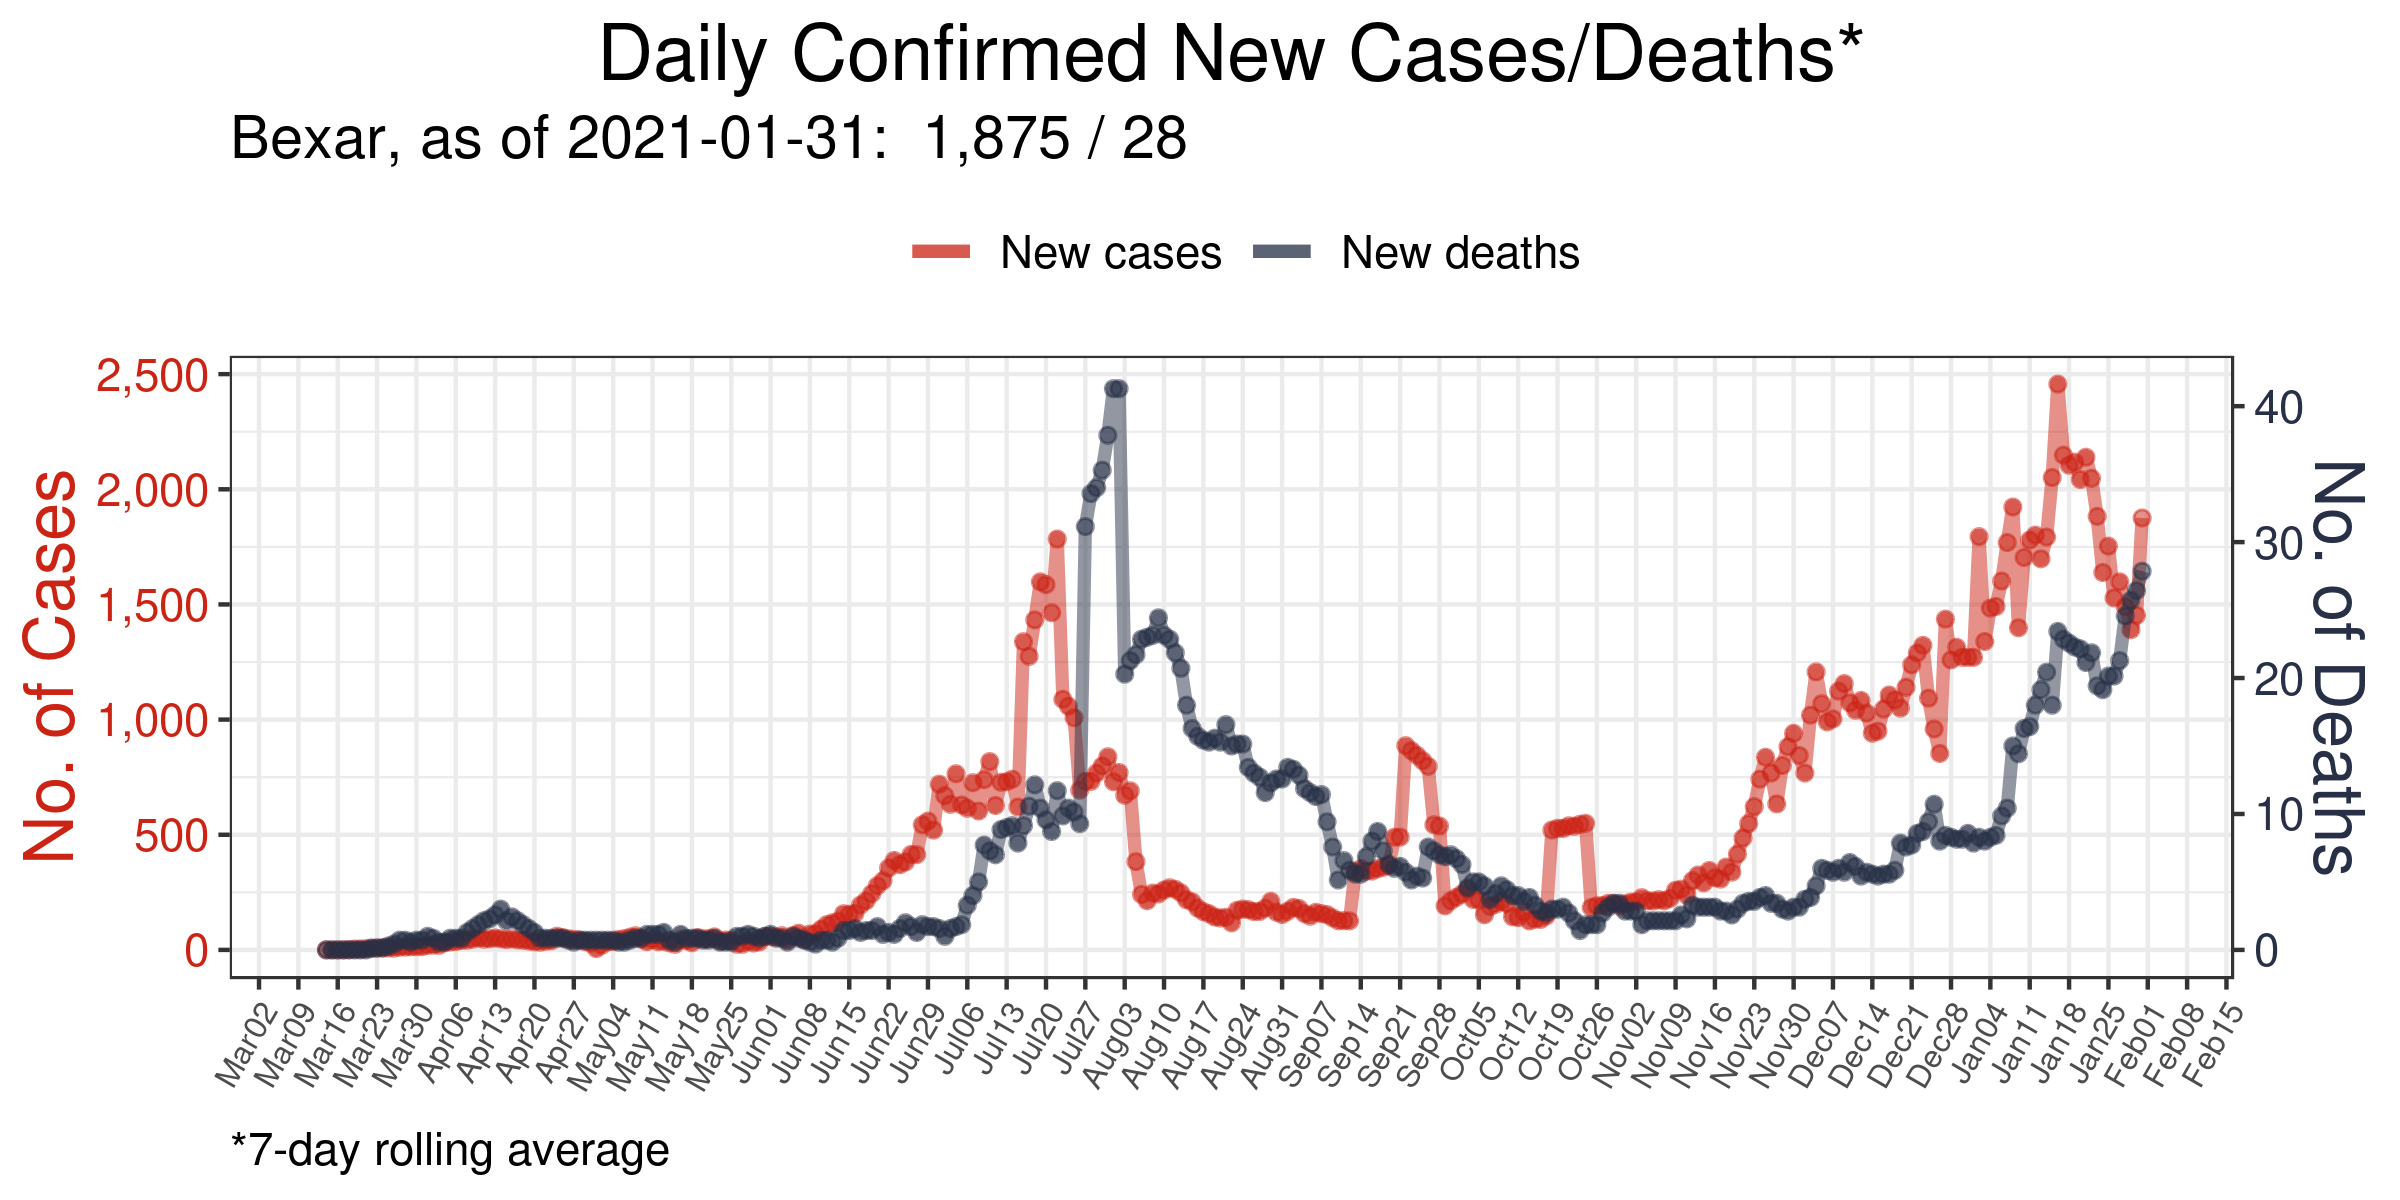 Daily Confirmed New Cases/Deaths*
Bexar, as of 2021-01-31:  1,875 / 28
New cases
New deaths
No. of Cases
2,500
2,000
1,500
1,000
500
0
40
30
20
10
0
No. of Deaths
Mar02
Mar09
Mar16
Mar23
Mar30
Apr06
Apr13
Apr20
Apr27
May04
May11
May18
May25
Jun01
Jun08
Jun15
Jun22
Jun29
Jul06
Jul13
Jul20
Jul27
Aug03
Aug10
Aug17
Aug24
Aug31
Sep07
Sep14
Sep21
Sep28
Oct05
Oct12
Oct19
Oct26
Nov02
Nov09
Nov16
Nov23
Nov30
Dec07
Dec14
Dec21
Dec28
Jan04
Jan11
Jan18
Jan25
Feb01
Feb08
Feb15
*7-day rolling average